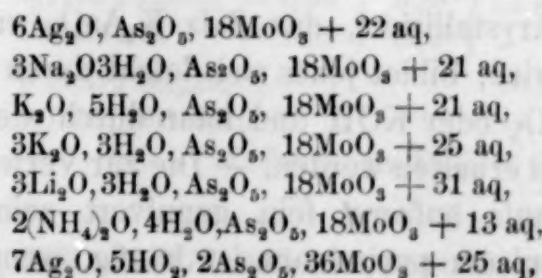 6Ag₂O, As₂O₅, 18MoO₃ + 22 aq,
3Na₂O3H₂O, As₂O₅, 18MoO₃ + 21 aq,
K₂O, 5H₂O, As₂O₅, 18MoO₃ + 21 aq,
3K₂O, 3H₂O, As₂O₅, 18MoO₃ + 25 aq,
3Li₂O, 3H₂O, As₂O₅, 18MoO₃ + 31 aq,
2(NH₄)₂O, 4H₂O, As₂O₅, 18MoO₃ + 13 aq,
7Ag₂O, 5HO₂, 2As₂O₅, 36MoO₃ + 25 aq,